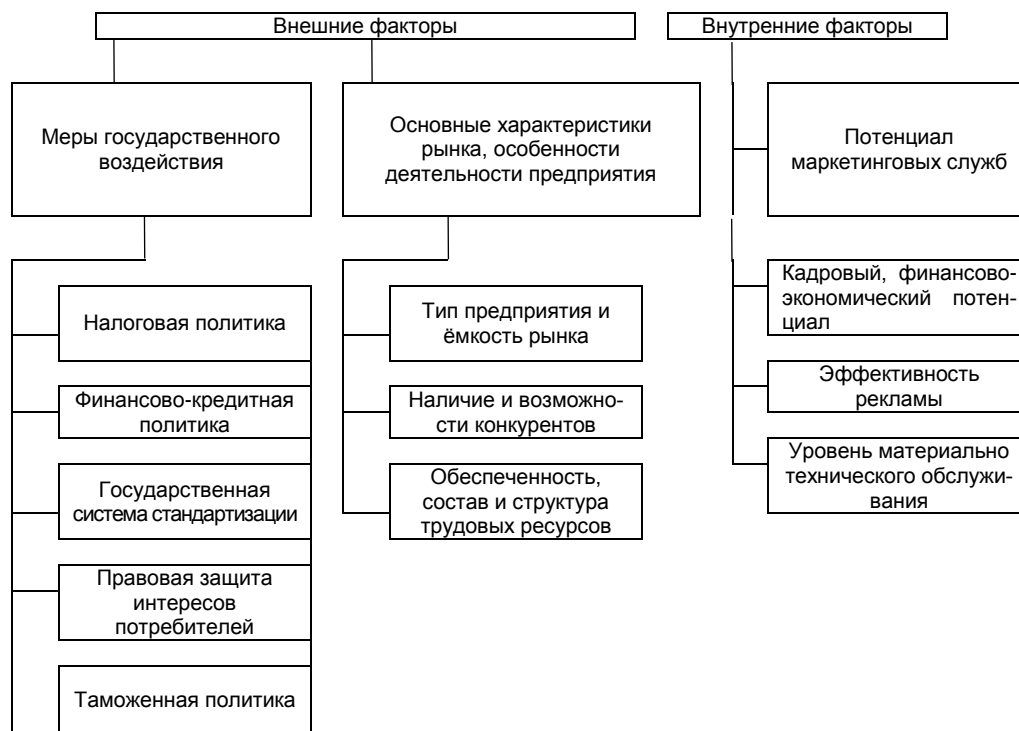 Внешние факторы
Внутренние факторы
Меры государственного
воздействия
Основные характеристики
рынка, особенности
деятельности предприятия
Потенциал
маркетинговых служб
Налоговая политика
Финансово-кредитная
политика
Государственная
система стандартизации
Правовая защита
интересов
потребителей
Таможенная политика
Тип предприятия и
ёмкость рынка
Наличие и возможно-
сти конкурентов
Обеспеченность,
состав и структура
трудовых ресурсов
Кадровый, финансово-
экономический потен-
циал
Эффективность
рекламы
Уровень материально
технического обслужи-
вания